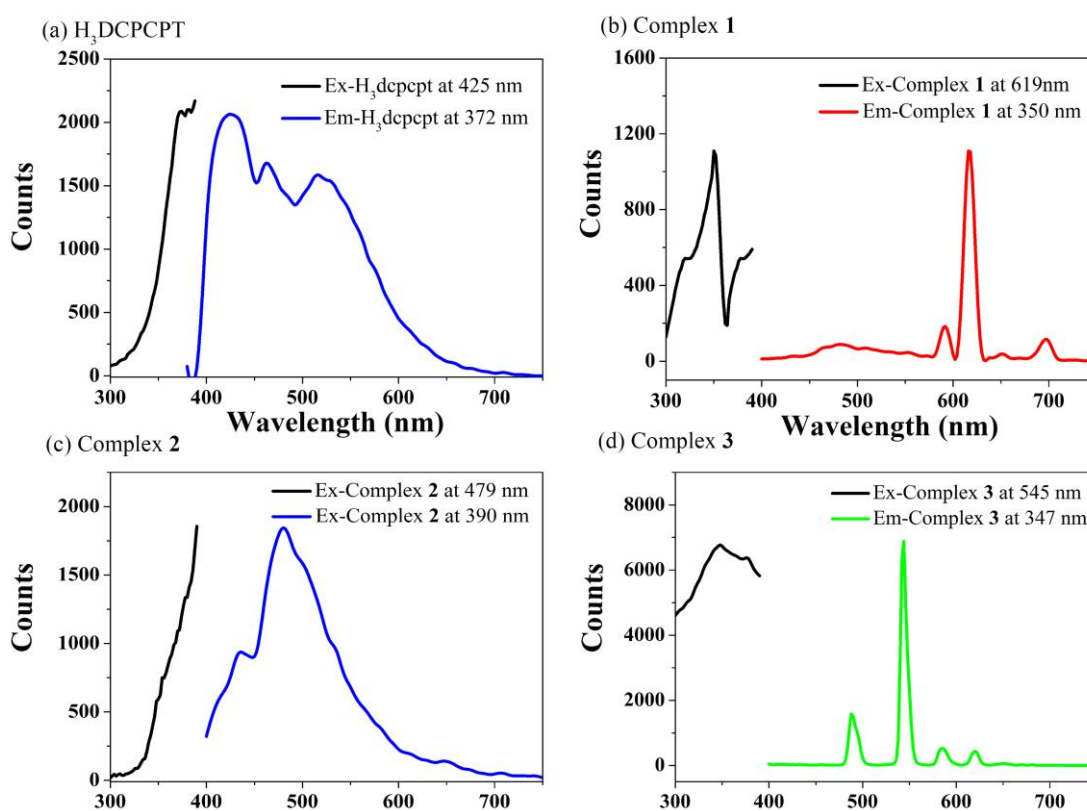 (a) H₃DCPCPT
Counts
2500
2000
1500
1000
500
0
Ex-H₃dcpcpt at 425 nm
Em-H₃dcpcpt at 372 nm
300 400 500 600 700
Wavelength (nm)
(b) Complex 1
Counts
1600
1200
800
400
0
Ex-Complex 1 at 619nm
Em-Complex 1 at 350 nm
300 400 500 600 700
Wavelength (nm)
(c) Complex 2
Counts
2000
1500
1000
500
0
Ex-Complex 2 at 479 nm
Ex-Complex 2 at 390 nm
300 400 500 600 700
(d) Complex 3
Counts
8000
6000
4000
2000
0
Ex-Complex 3 at 545 nm
Em-Complex 3 at 347 nm
300 400 500 600 700